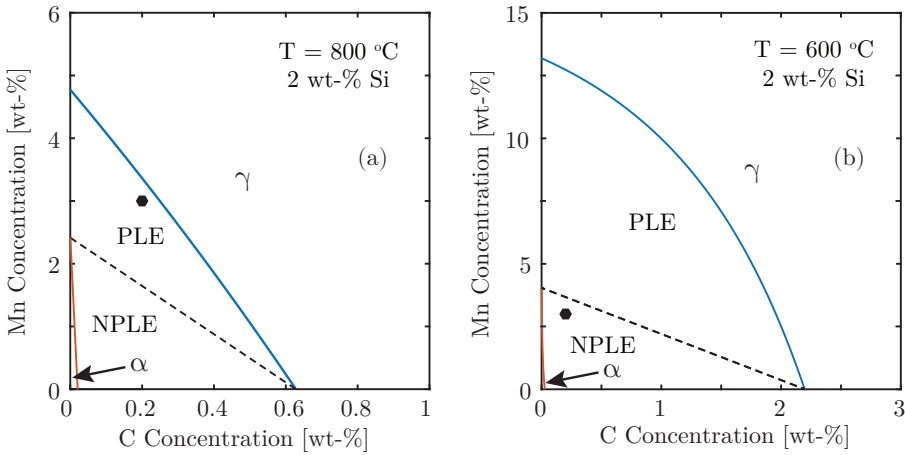 6
4
2
0
Mn Concentration [wt-%]
T = 800 °C
2 wt-% Si
(a)
γ
PLE
NPLE
α
0
0.2
0.4
0.6
0.8
1
C Concentration [wt-%]
15
10
5
0
Mn Concentration [wt-%]
T = 600 °C
2 wt-% Si
(b)
γ
PLE
NPLE
α
0
1
2
3
C Concentration [wt-%]